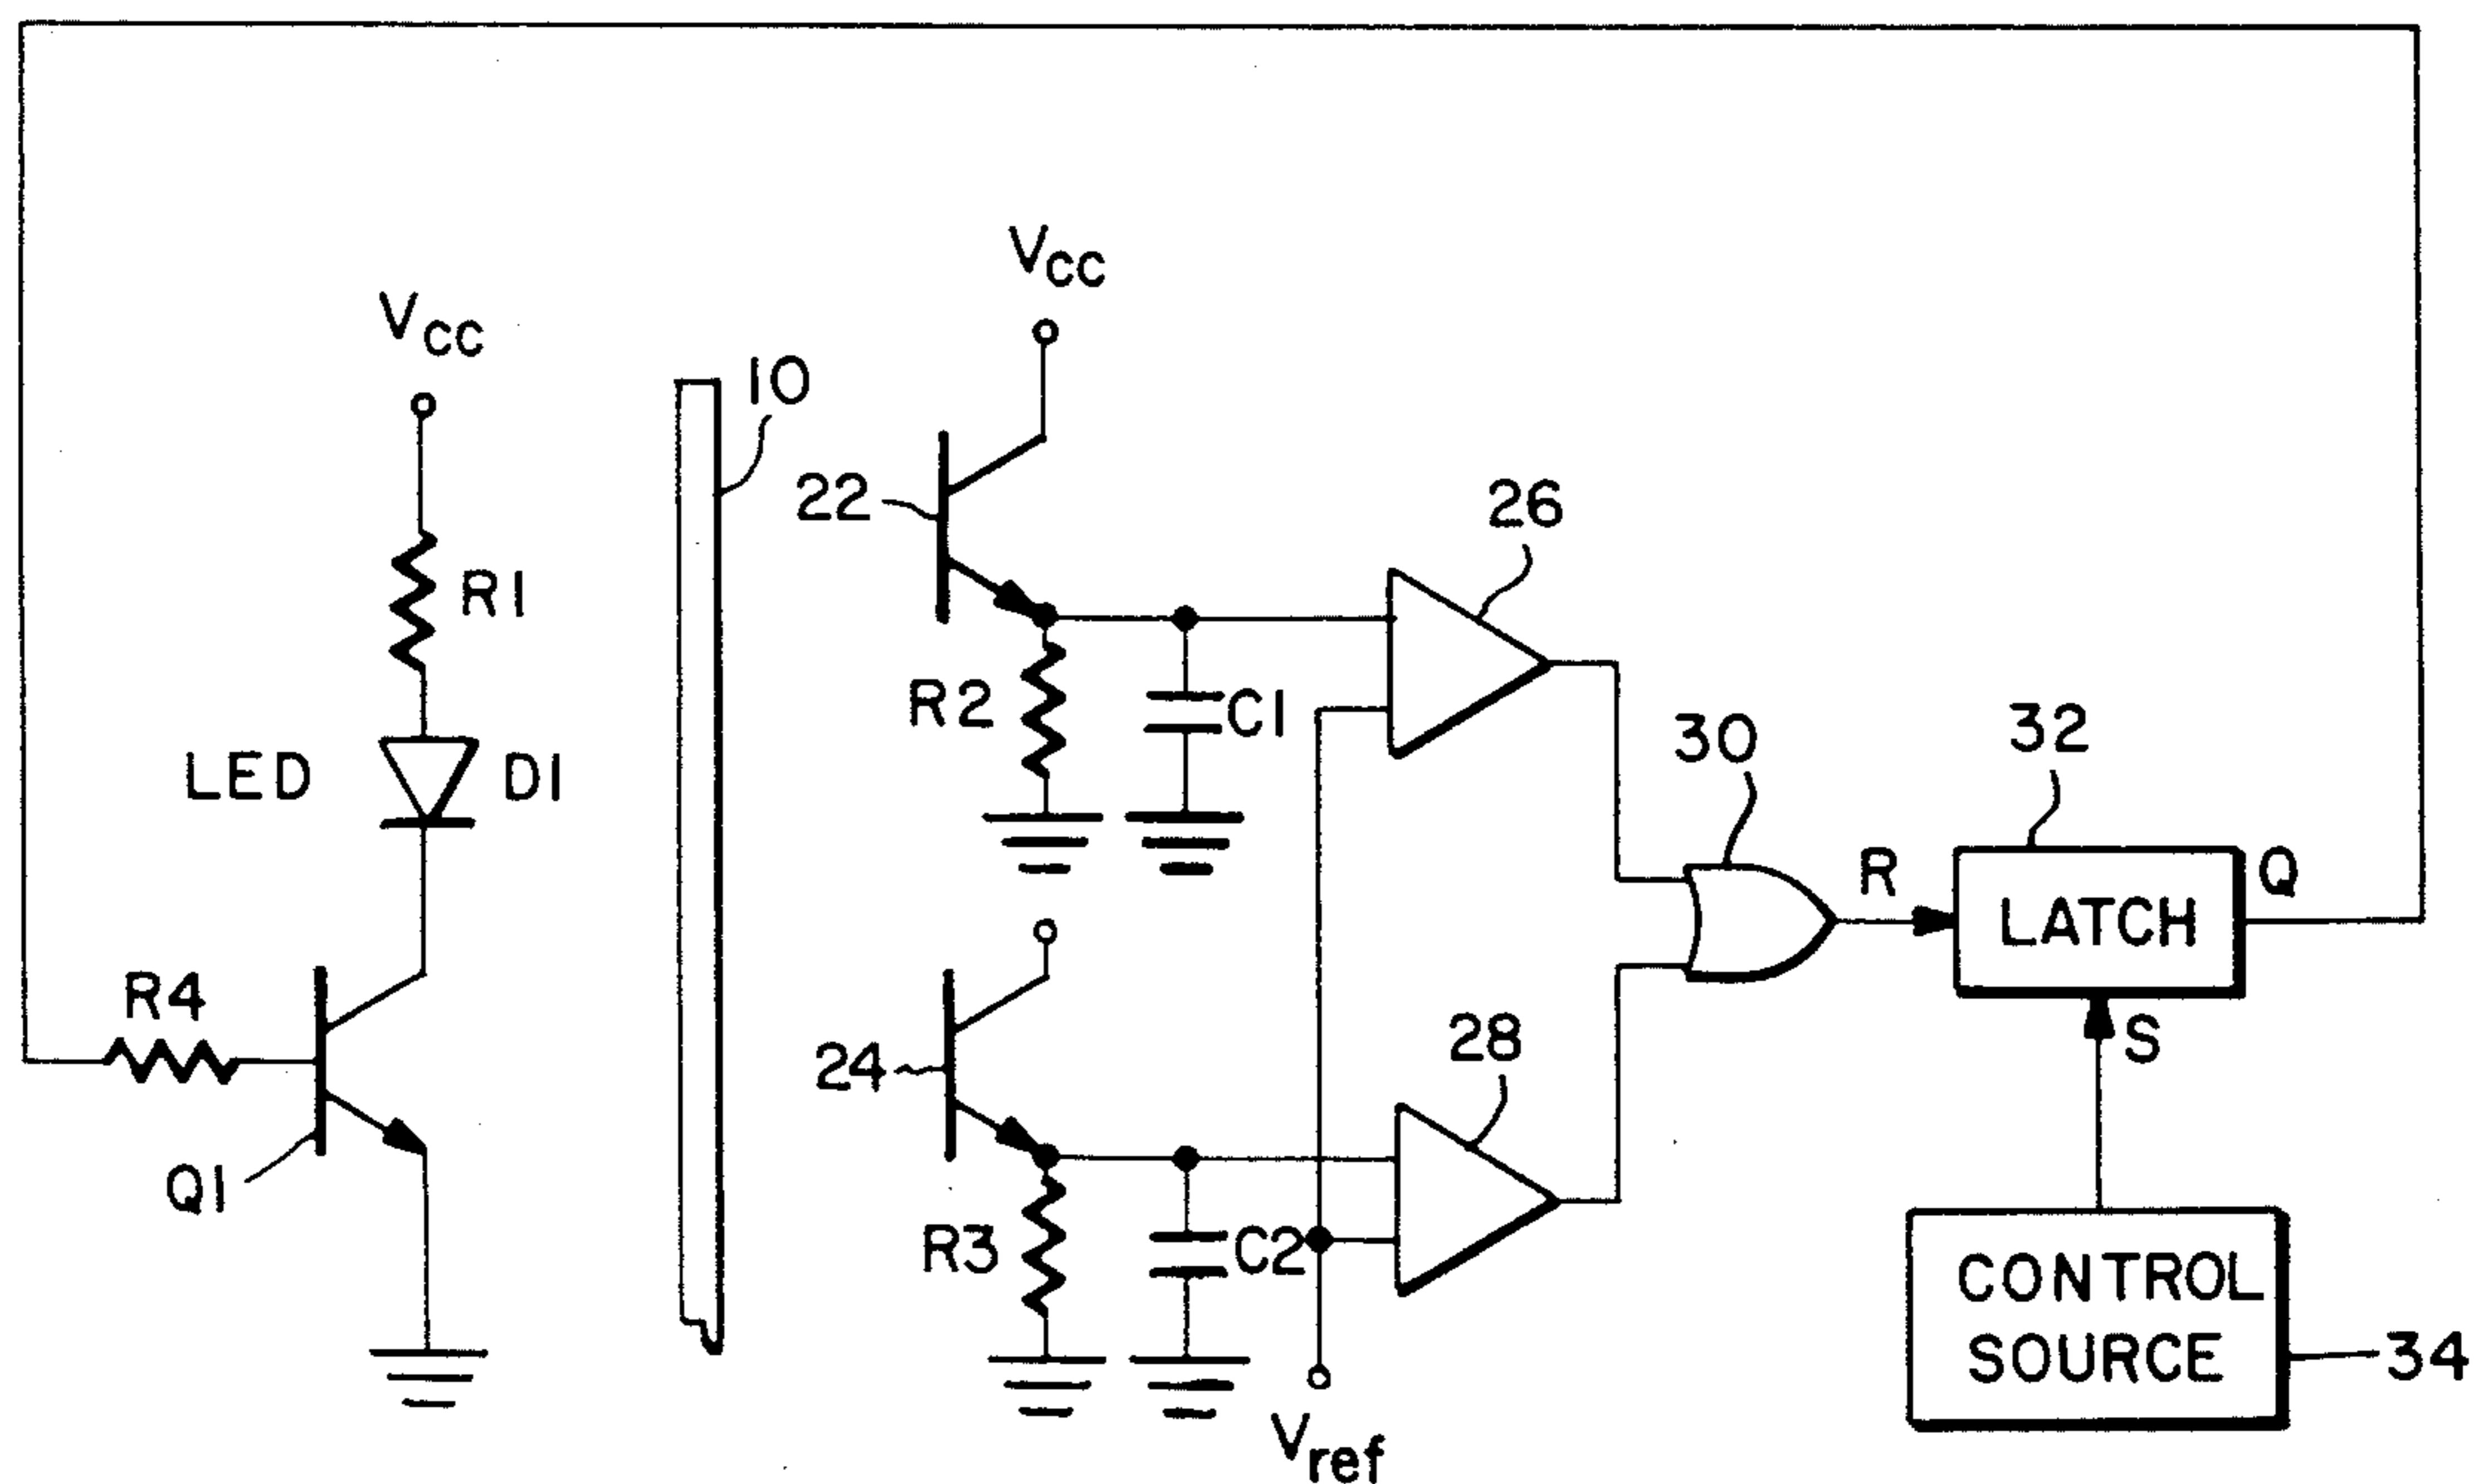 VCC
VCC
10
22
26
R1
R2
C1
30
32
LED
D1
R
LATCH
Q
R4
24
28
S
Q1
R3
C2
CONTROL
SOURCE
34
Vref